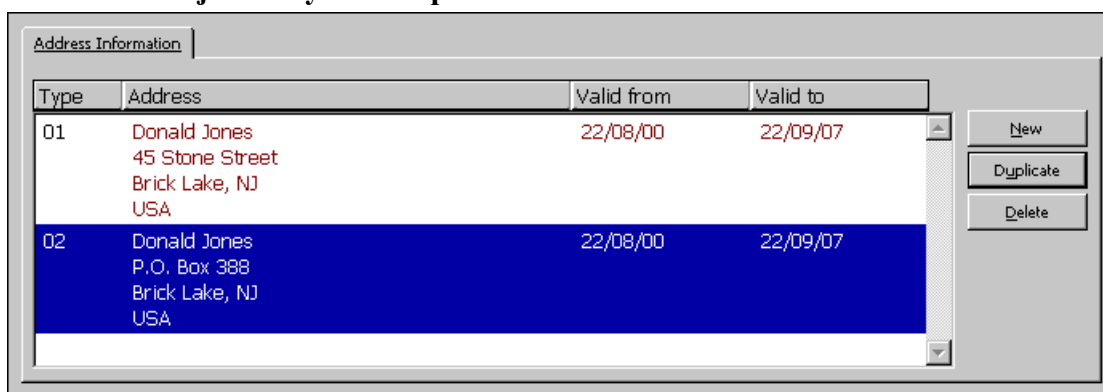 Address Information
Type Address Valid from Valid to
01 Donald Jones 22/08/00 22/09/07
45 Stone Street
Brick Lake, NJ
USA
02 Donald Jones 22/08/00 22/09/07
P.O. Box 388
Brick Lake, NJ
USA
New
Duplicate
Delete